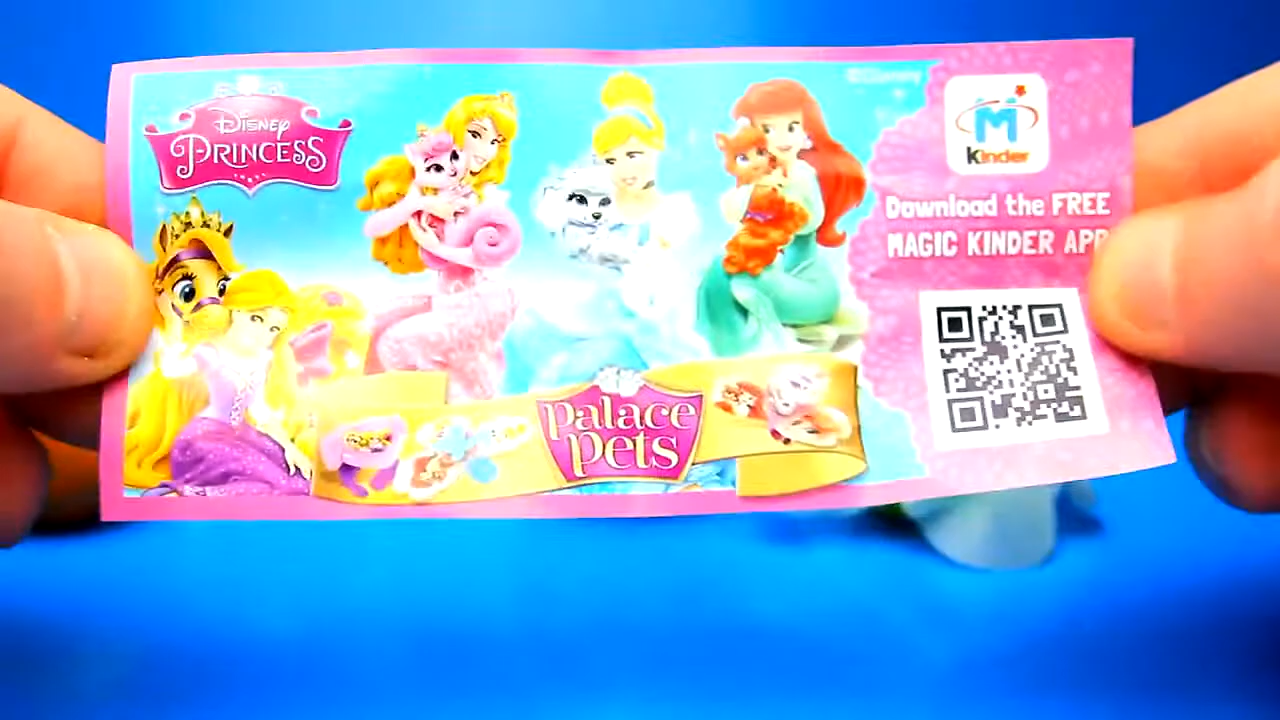 Disney
PRINCESS
©Disney
M
Kinder
Download the FREE
MAGIC KINDER APP
Palace
Pets